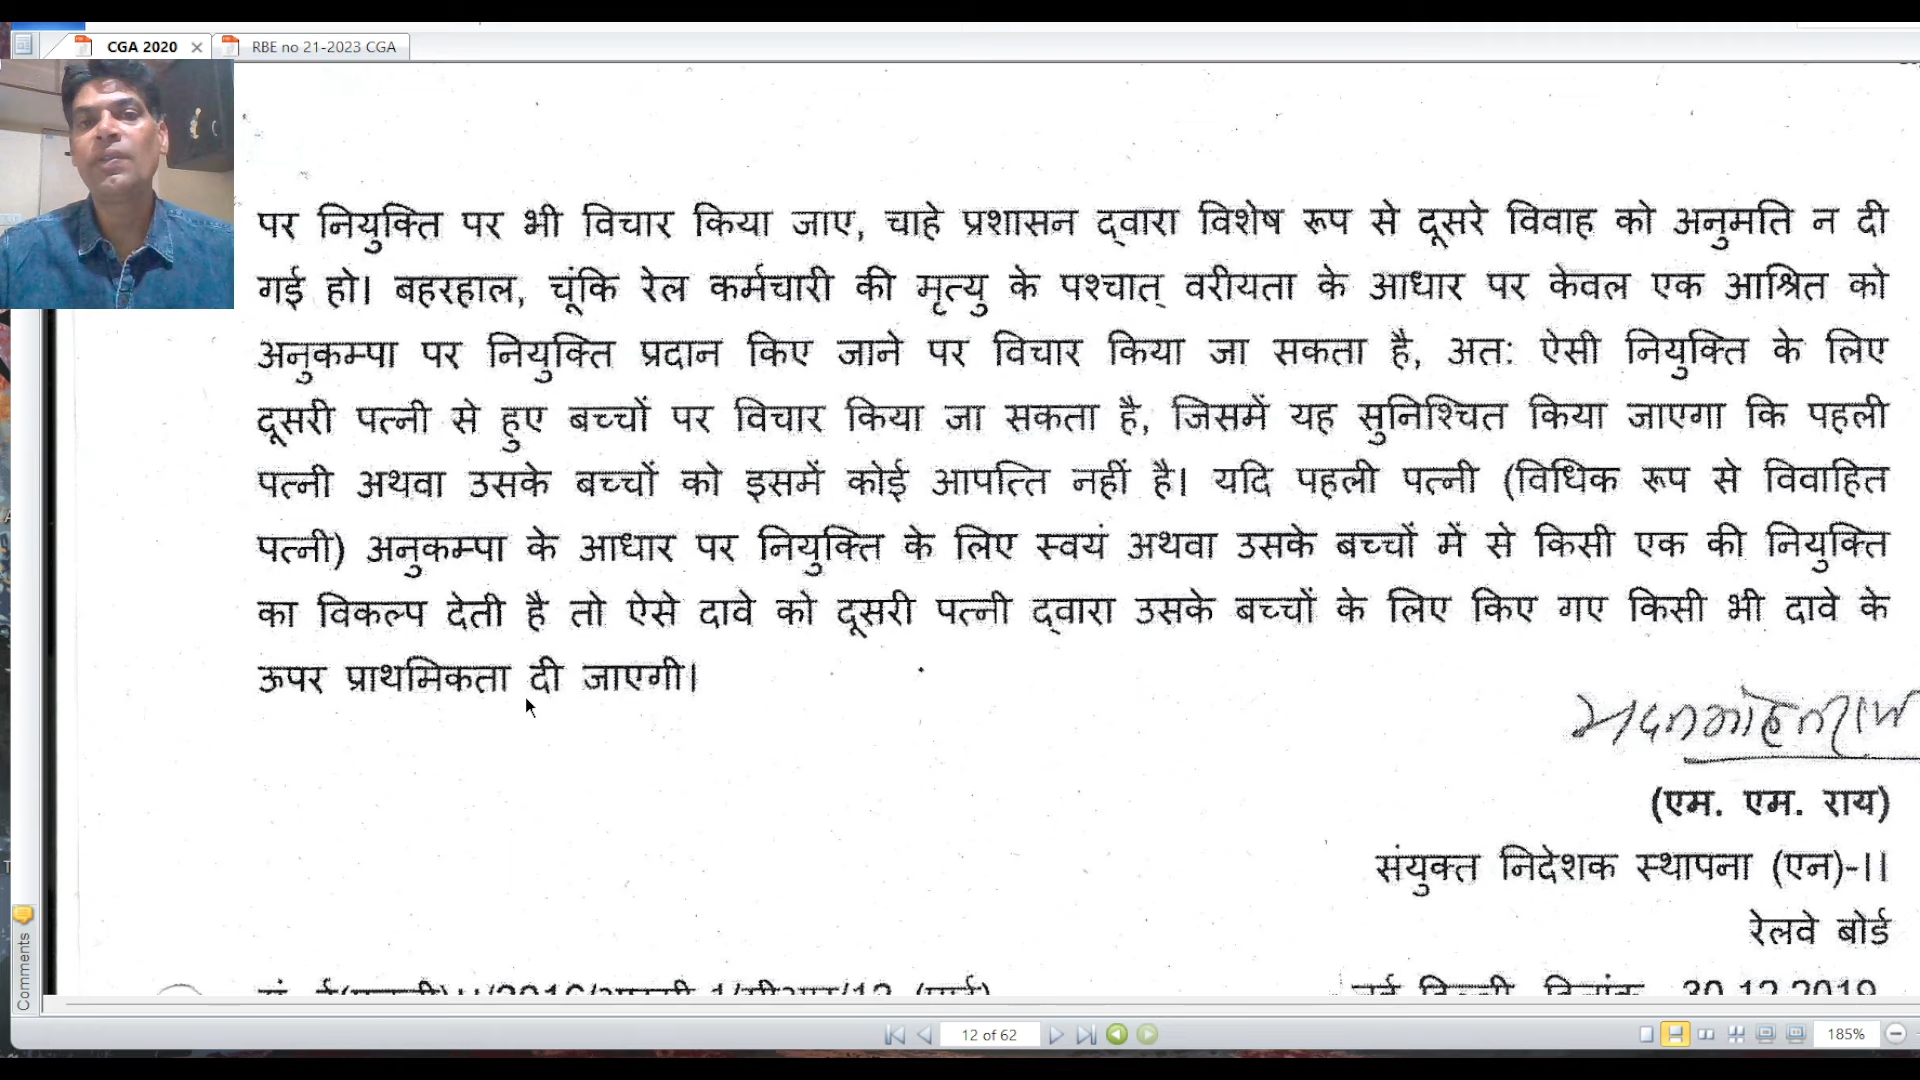 CGA 2020
RBE no 21-2023 CGA
पर नियुक्ति पर भी विचार किया जाए, चाहे प्रशासन द्वारा विशेष रूप से दूसरे विवाह को अनुमति न दी
गई हो। बहरहाल, चूंकि रेल कर्मचारी की मृत्यु के पश्चात् वरीयता के आधार पर केवल एक आश्रित को
अनुकम्पा पर नियुक्ति प्रदान किए जाने पर विचार किया जा सकता है, अत: ऐसी नियुक्ति के लिए
दूसरी पत्नी से हुए बच्चों पर विचार किया जा सकता है, जिसमें यह सुनिश्चित किया जाएगा कि पहली
पत्नी अथवा उसके बच्चों को इसमें कोई आपत्ति नहीं है। यदि पहली पत्नी (विधिक रूप से विवाहित
पत्नी) अनुकम्पा के आधार पर नियुक्ति के लिए स्वयं अथवा उसके बच्चों में से किसी एक की नियुक्ति
का विकल्प देती है तो ऐसे दावे को दूसरी पत्नी द्वारा उसके बच्चों के लिए किए गए किसी भी दावे के
ऊपर प्राथमिकता दी जाएगी।
(एम. एम. राय)
संयुक्त निदेशक स्थापना (एन)-II
रेलवे बोर्ड
30.12.2019
Comments
12 of 62
185%